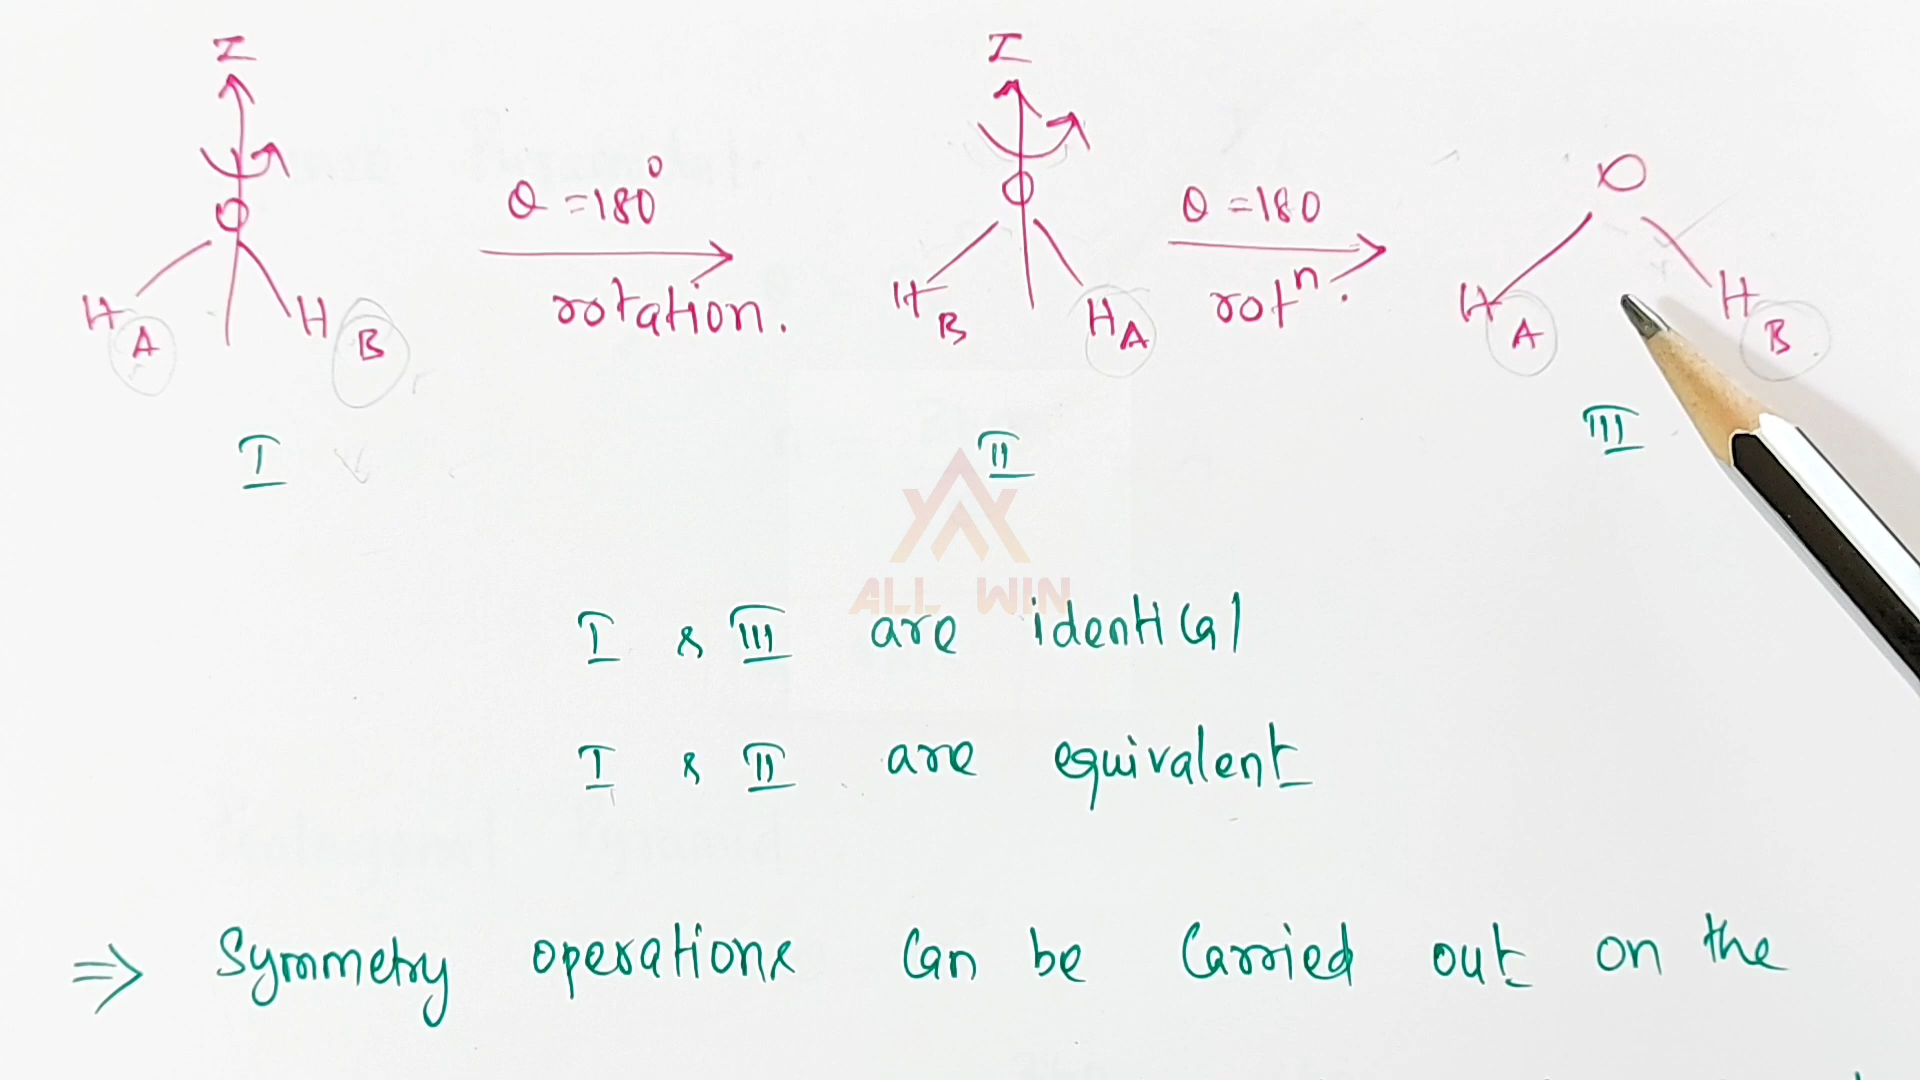 Z Z
θ = 180° θ = 180
O O O
rotation. rotⁿ.
H A H B H B H A H A H B
I II III
ALL WIN
I & III are identical
I & II are equivalent
⇒ Symmetry operations can be carried out on the